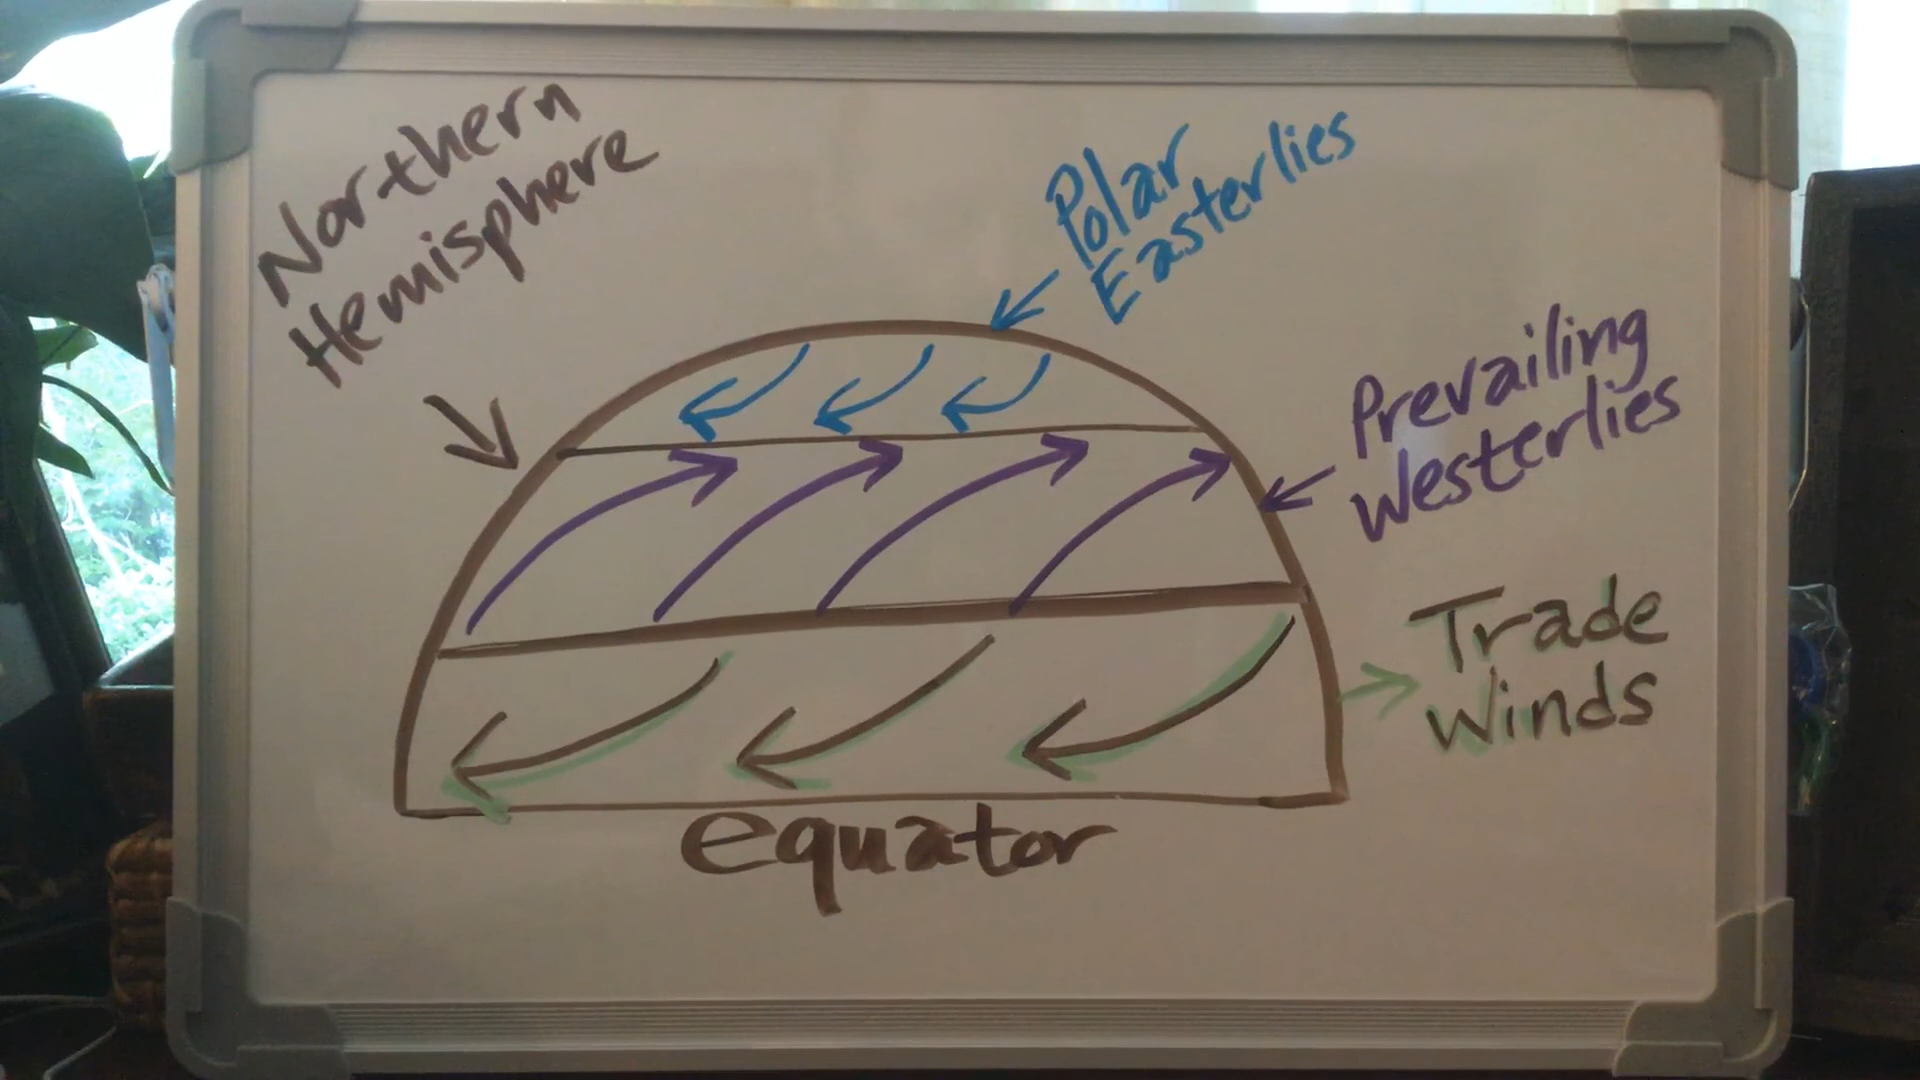 Northern
Hemisphere
Polar
Easterlies
Prevailing
Westerlies
Trade
Winds
equator